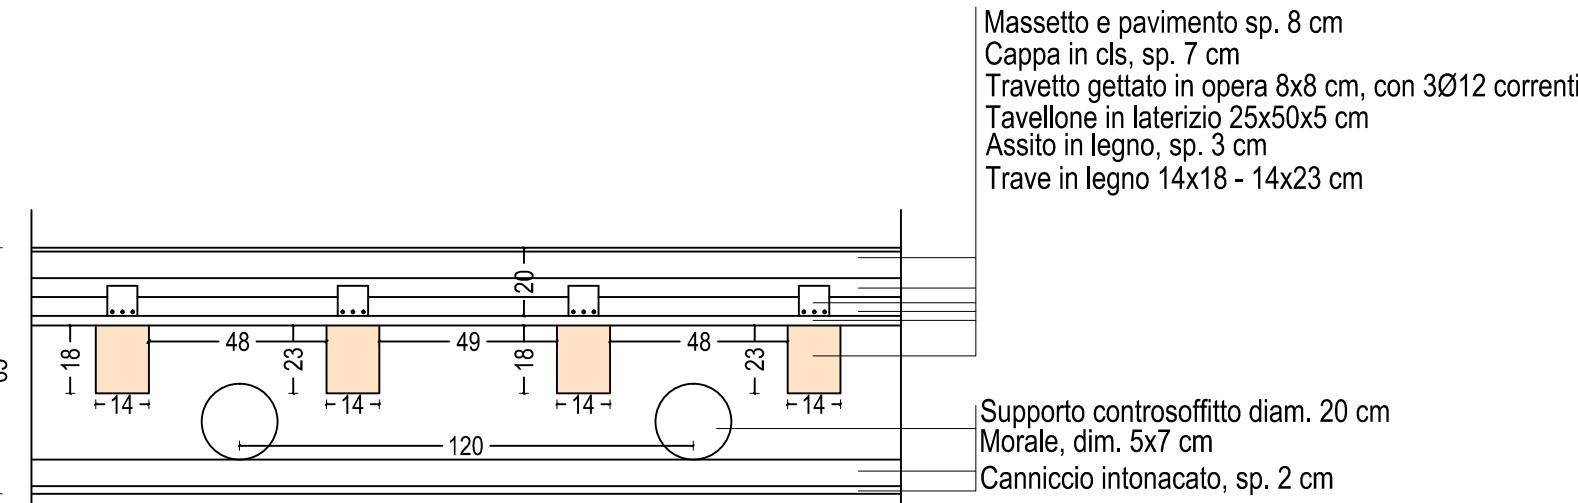 Massetto e pavimento sp. 8 cm
Cappa in cls, sp. 7 cm
Travetto gettato in opera 8x8 cm, con 3Ø12 correnti
Tavellone in laterizio 25x50x5 cm
Assito in legno, sp. 3 cm
Trave in legno 14x18 - 14x23 cm
20
18
48
23
49
18
48
23
14
14
14
14
120
Supporto controsoffitto diam. 20 cm
Morale, dim. 5x7 cm
Canniccio intonacato, sp. 2 cm